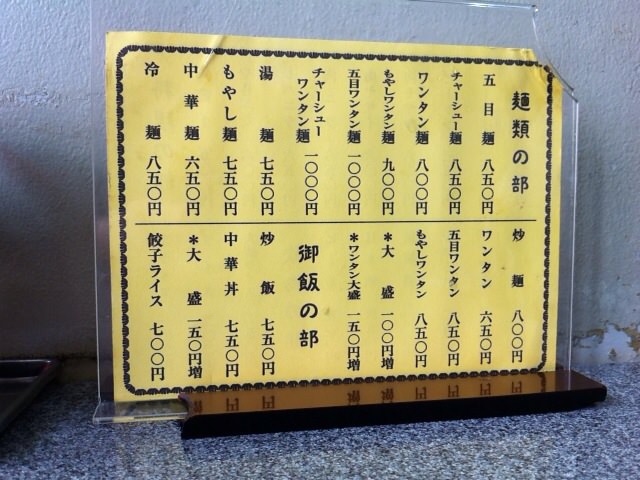 麺類の部
五目麺 八五〇円
チャーシュー麺 八五〇円
ワンタン麺 八〇〇円
もやしワンタン麺 九〇〇円
五目ワンタン麺 一〇〇〇円
チャーシューワンタン麺 一〇〇〇円
湯麺 七五〇円
もやし麺 七五〇円
中華麺 六五〇円
冷麺 八五〇円
炒麺 八〇〇円
ワンタン 六五〇円
五目ワンタン 八五〇円
もやしワンタン 八五〇円
*大盛 一〇〇円増
*ワンタン大盛 一五〇円増
御飯の部
炒飯 七五〇円
中華丼 七五〇円
*大盛 一五〇円増
餃子ライス 七〇〇円